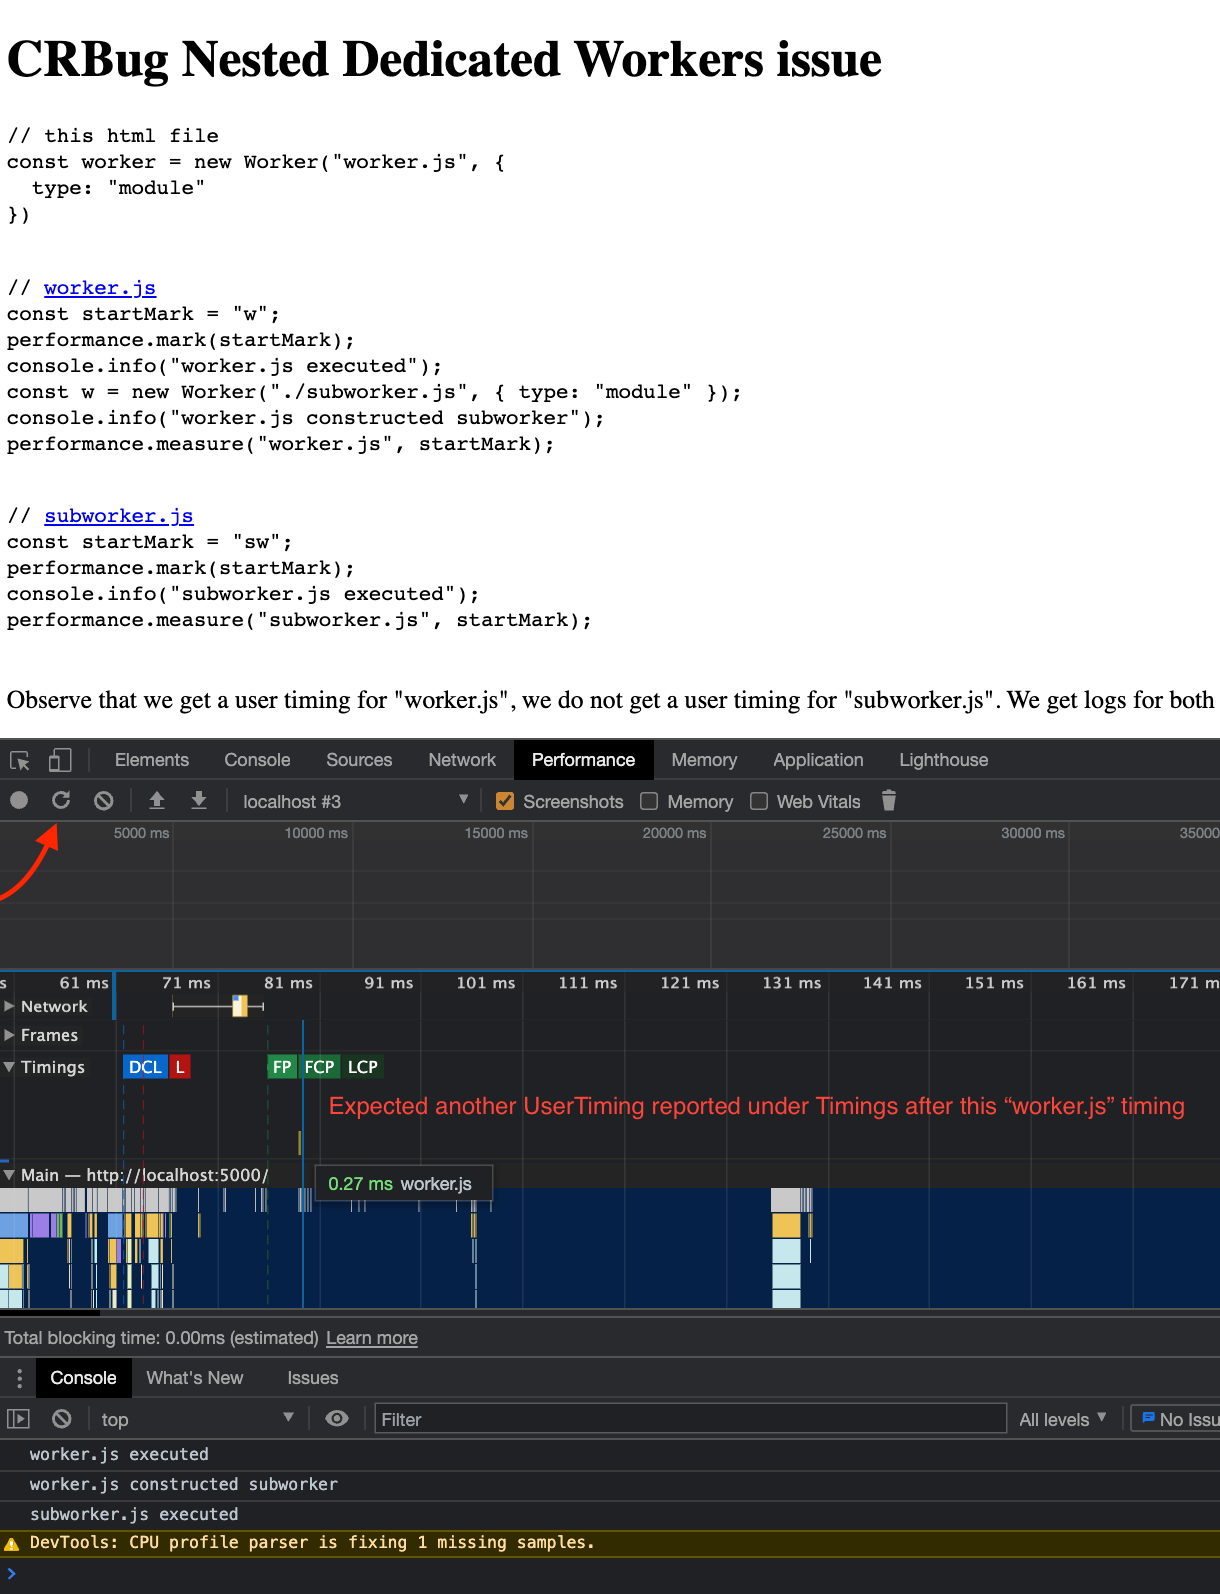 CRBug Nested Dedicated Workers issue
// this html file
const worker = new Worker("worker.js", {
  type: "module"
})
// worker.js
const startMark = "w";
performance.mark(startMark);
console.info("worker.js executed");
const w = new Worker("./subworker.js", { type: "module" });
console.info("worker.js constructed subworker");
performance.measure("worker.js", startMark);
// subworker.js
const startMark = "sw";
performance.mark(startMark);
console.info("subworker.js executed");
performance.measure("subworker.js", startMark);
Observe that we get a user timing for "worker.js", we do not get a user timing for "subworker.js". We get logs for both
Elements Console Sources Network Performance Memory Application Lighthouse
localhost #3 Screenshots Memory Web Vitals
5000 ms 10000 ms 15000 ms 20000 ms 25000 ms 30000 ms 35000
s 61 ms 71 ms 81 ms 91 ms 101 ms 111 ms 121 ms 131 ms 141 ms 151 ms 161 ms 171 m
Network
Frames
Timings DCL L FP FCP LCP
Expected another UserTiming reported under Timings after this “worker.js” timing
Main — http://localhost:5000/
0.27 ms worker.js
Total blocking time: 0.00ms (estimated) Learn more
Console What's New Issues
top Filter All levels No Issu
worker.js executed
worker.js constructed subworker
subworker.js executed
DevTools: CPU profile parser is fixing 1 missing samples.